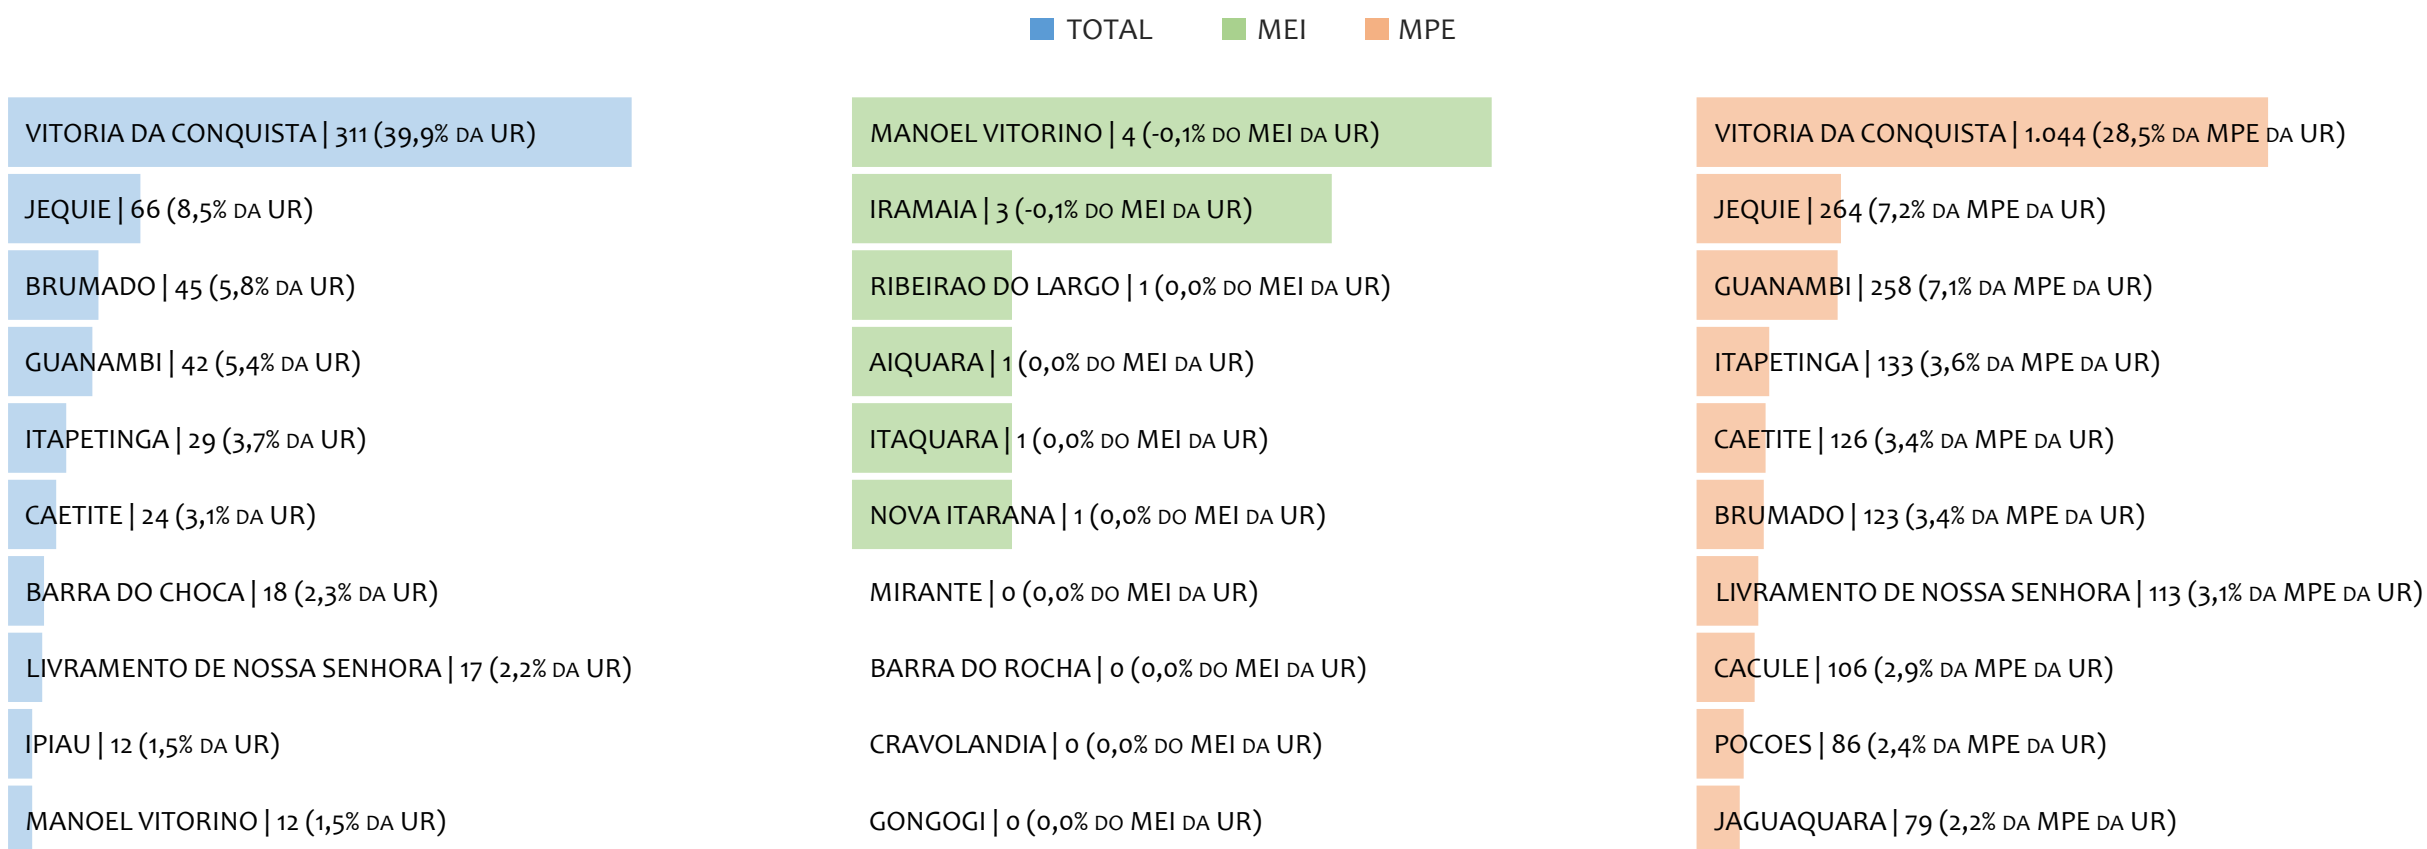 TOTAL MEI MPE
VITORIA DA CONQUISTA | 311 (39,9% DA UR)
JEQUIE | 66 (8,5% DA UR)
BRUMADO | 45 (5,8% DA UR)
GUANAMBI | 42 (5,4% DA UR)
ITAPETINGA | 29 (3,7% DA UR)
CAETITE | 24 (3,1% DA UR)
BARRA DO CHOCA | 18 (2,3% DA UR)
LIVRAMENTO DE NOSSA SENHORA | 17 (2,2% DA UR)
IPIAU | 12 (1,5% DA UR)
MANOEL VITORINO | 12 (1,5% DA UR)
MANOEL VITORINO | 4 (-0,1% DO MEI DA UR)
IRAMAIA | 3 (-0,1% DO MEI DA UR)
RIBEIRAO DO LARGO | 1 (0,0% DO MEI DA UR)
AIQUARA | 1 (0,0% DO MEI DA UR)
ITAQUARA | 1 (0,0% DO MEI DA UR)
NOVA ITARANA | 1 (0,0% DO MEI DA UR)
MIRANTE | 0 (0,0% DO MEI DA UR)
BARRA DO ROCHA | 0 (0,0% DO MEI DA UR)
CRAVOLANDIA | 0 (0,0% DO MEI DA UR)
GONGOGI | 0 (0,0% DO MEI DA UR)
VITORIA DA CONQUISTA | 1.044 (28,5% DA MPE DA UR)
JEQUIE | 264 (7,2% DA MPE DA UR)
GUANAMBI | 258 (7,1% DA MPE DA UR)
ITAPETINGA | 133 (3,6% DA MPE DA UR)
CAETITE | 126 (3,4% DA MPE DA UR)
BRUMADO | 123 (3,4% DA MPE DA UR)
LIVRAMENTO DE NOSSA SENHORA | 113 (3,1% DA MPE DA UR)
CACULE | 106 (2,9% DA MPE DA UR)
POCOES | 86 (2,4% DA MPE DA UR)
JAGUAQUARA | 79 (2,2% DA MPE DA UR)